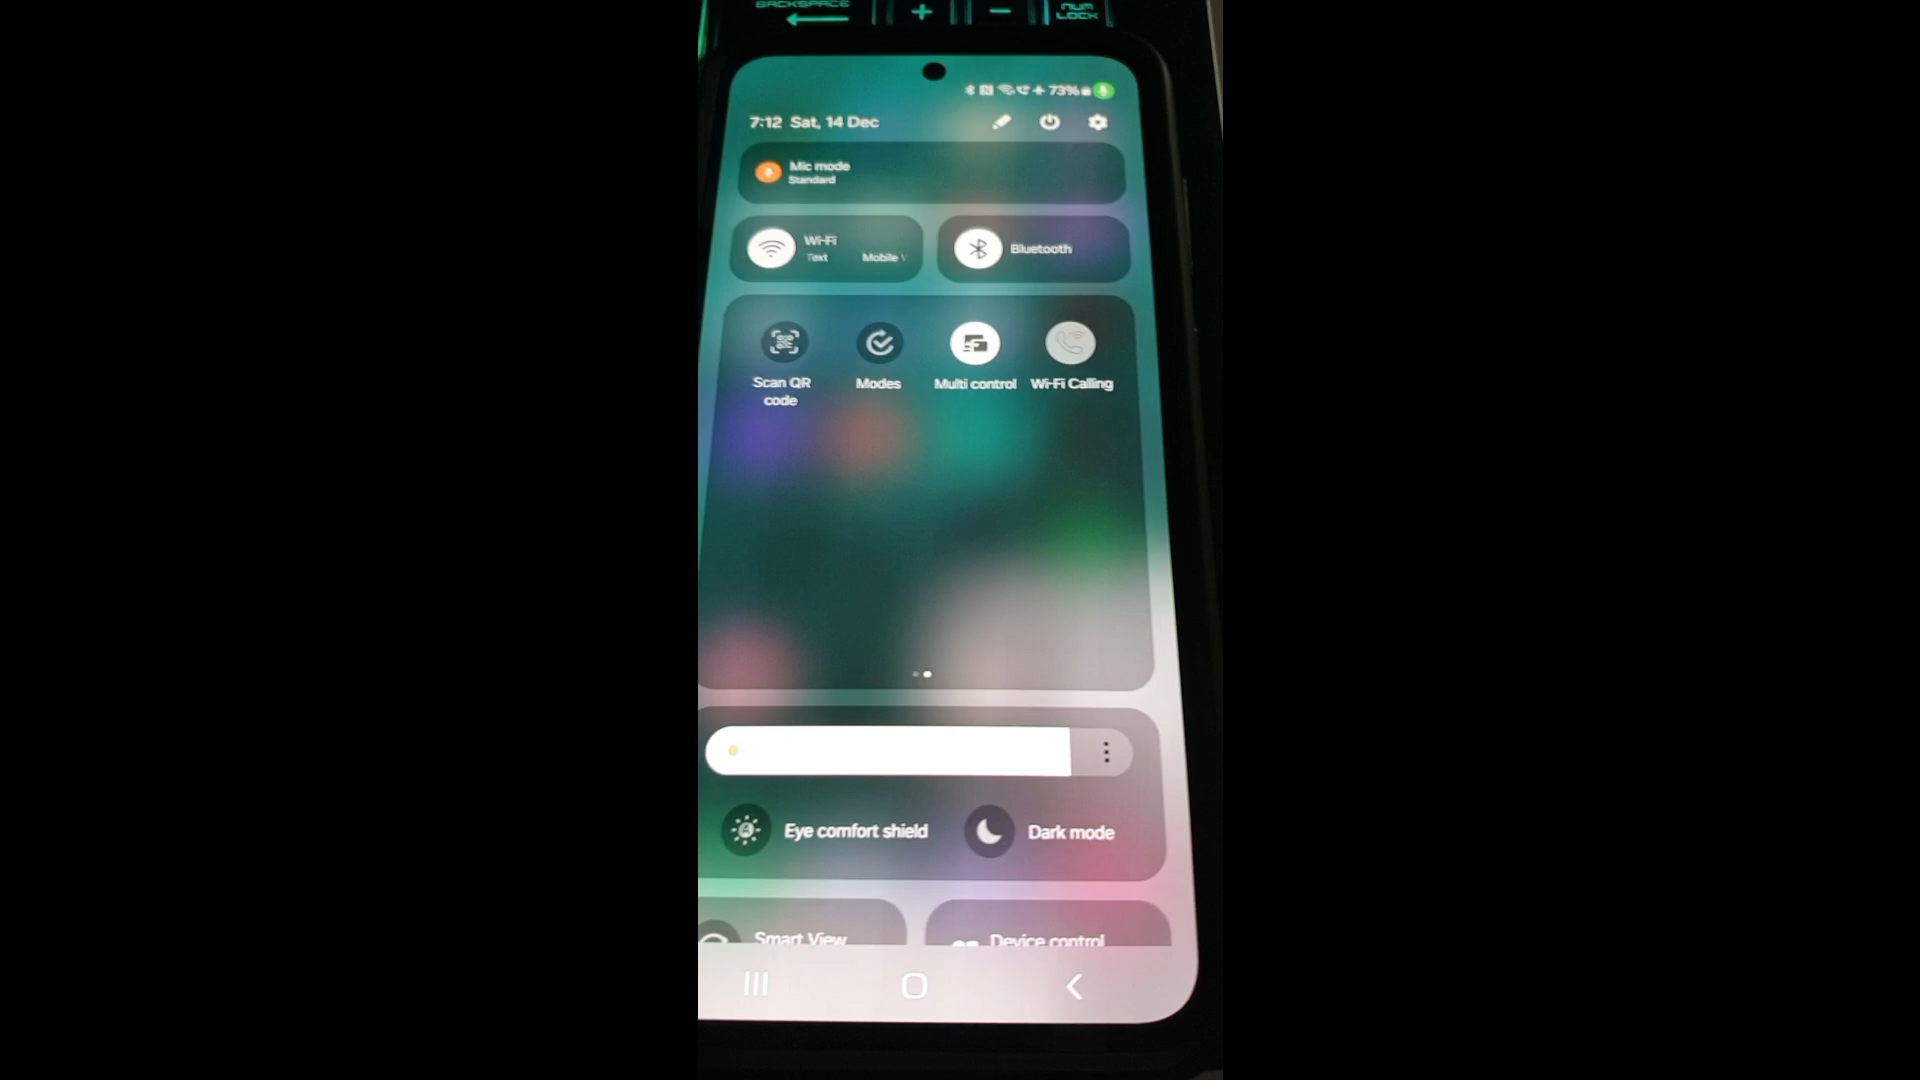 BACKSPACE
+ −
NUM
LOCK
73%
7:12 Sat, 14 Dec
Mic mode
Standard
Wi-Fi
Text Mobile
Bluetooth
Scan QR
code
Modes
Multi control
Wi-Fi Calling
Eye comfort shield
Dark mode
Smart View
Device control